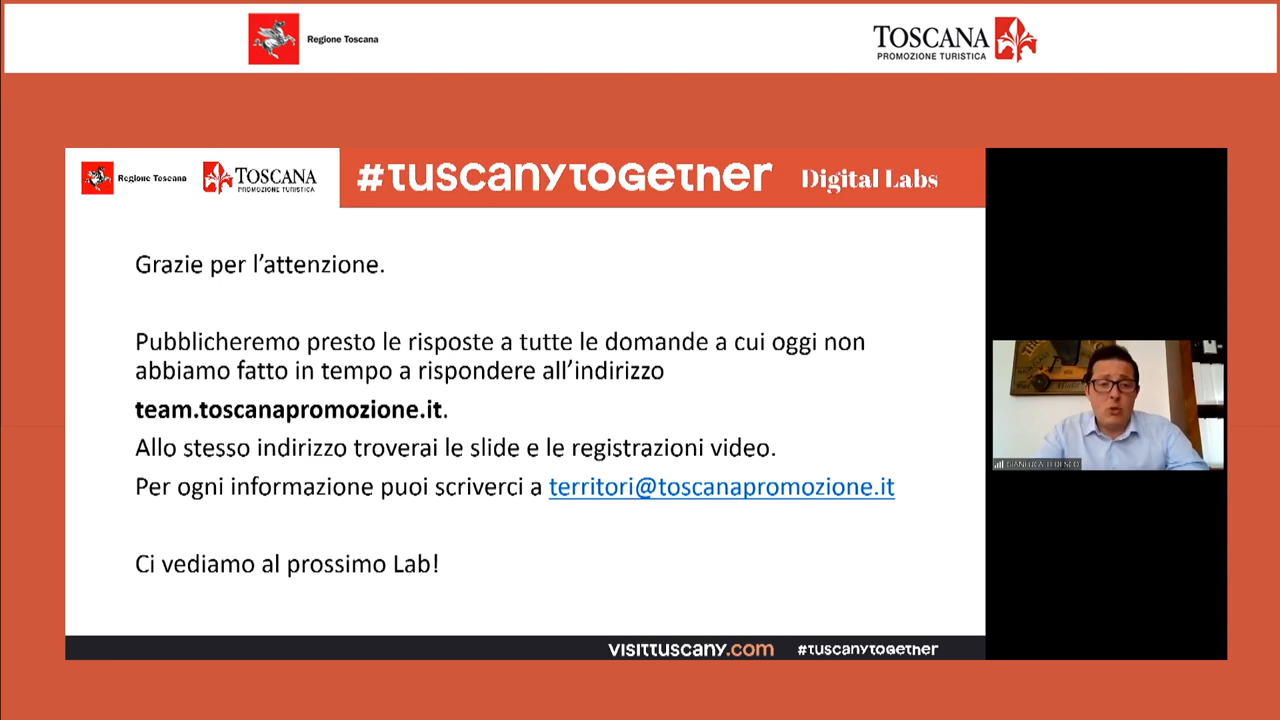 Regione Toscana
TOSCANA
PROMOZIONE TURISTICA
Regione Toscana
TOSCANA
PROMOZIONE TURISTICA
#TUSCANYTOGETHER Digital Labs
Grazie per l'attenzione.
Pubblicheremo presto le risposte a tutte le domande a cui oggi non
abbiamo fatto in tempo a rispondere all'indirizzo
team.toscanapromozione.it.
Allo stesso indirizzo troverai le slide e le registrazioni video.
Per ogni informazione puoi scriverci a territori@toscanapromozione.it
Ci vediamo al prossimo Lab!
GIANLUCA TEDESCO
VISITTUSCANY.COM #TUSCANYTOGETHER